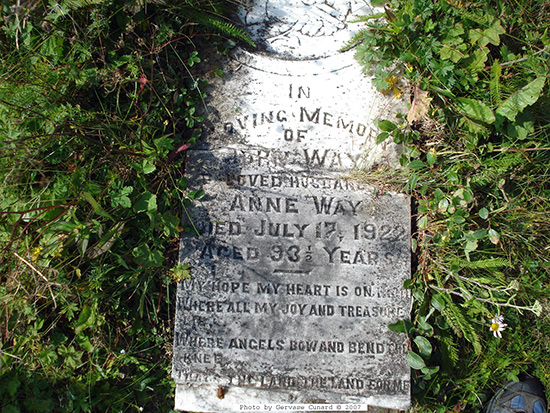 IN
LOVING MEMORY
OF
JOHN WAY
BELOVED HUSBAND
ANNE WAY
DIED JULY 17, 1922
AGED 33½ YEARS
MY HOPE MY HEART IS ON
WHERE ALL MY JOY AND TREASURE
IS
WHERE ANGELS BOW AND BEND THE
KNEE
THE LAND THE LAND FOR ME
Photo by Gervase Cunard © 2007